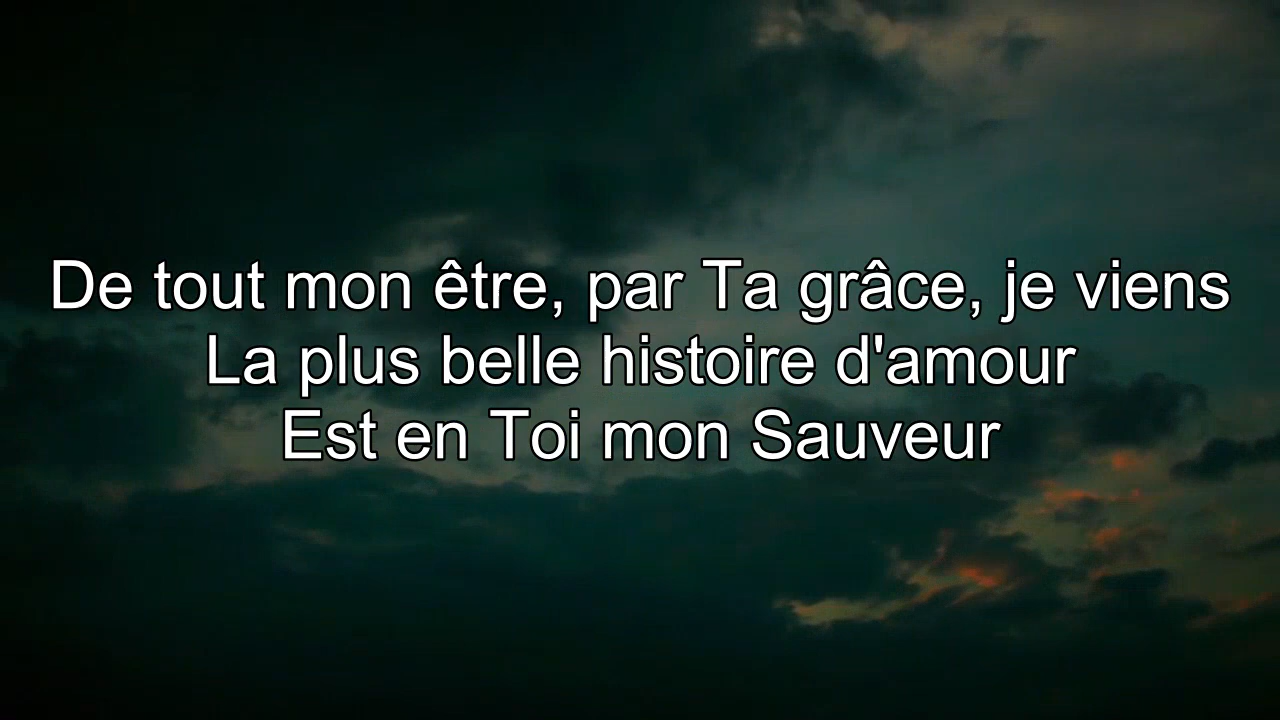 De tout mon être, par Ta grâce, je viens
La plus belle histoire d'amour
Est en Toi mon Sauveur